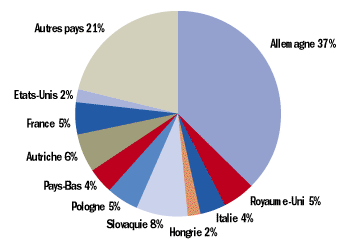 Autres pays 21%
Allemagne 37%
Etats-Unis 2%
France 5%
Autriche 6%
Pays-Bas 4%
Pologne 5%
Slovaquie 8%
Hongrie 2%
Italie 4%
Royaume-Uni 5%